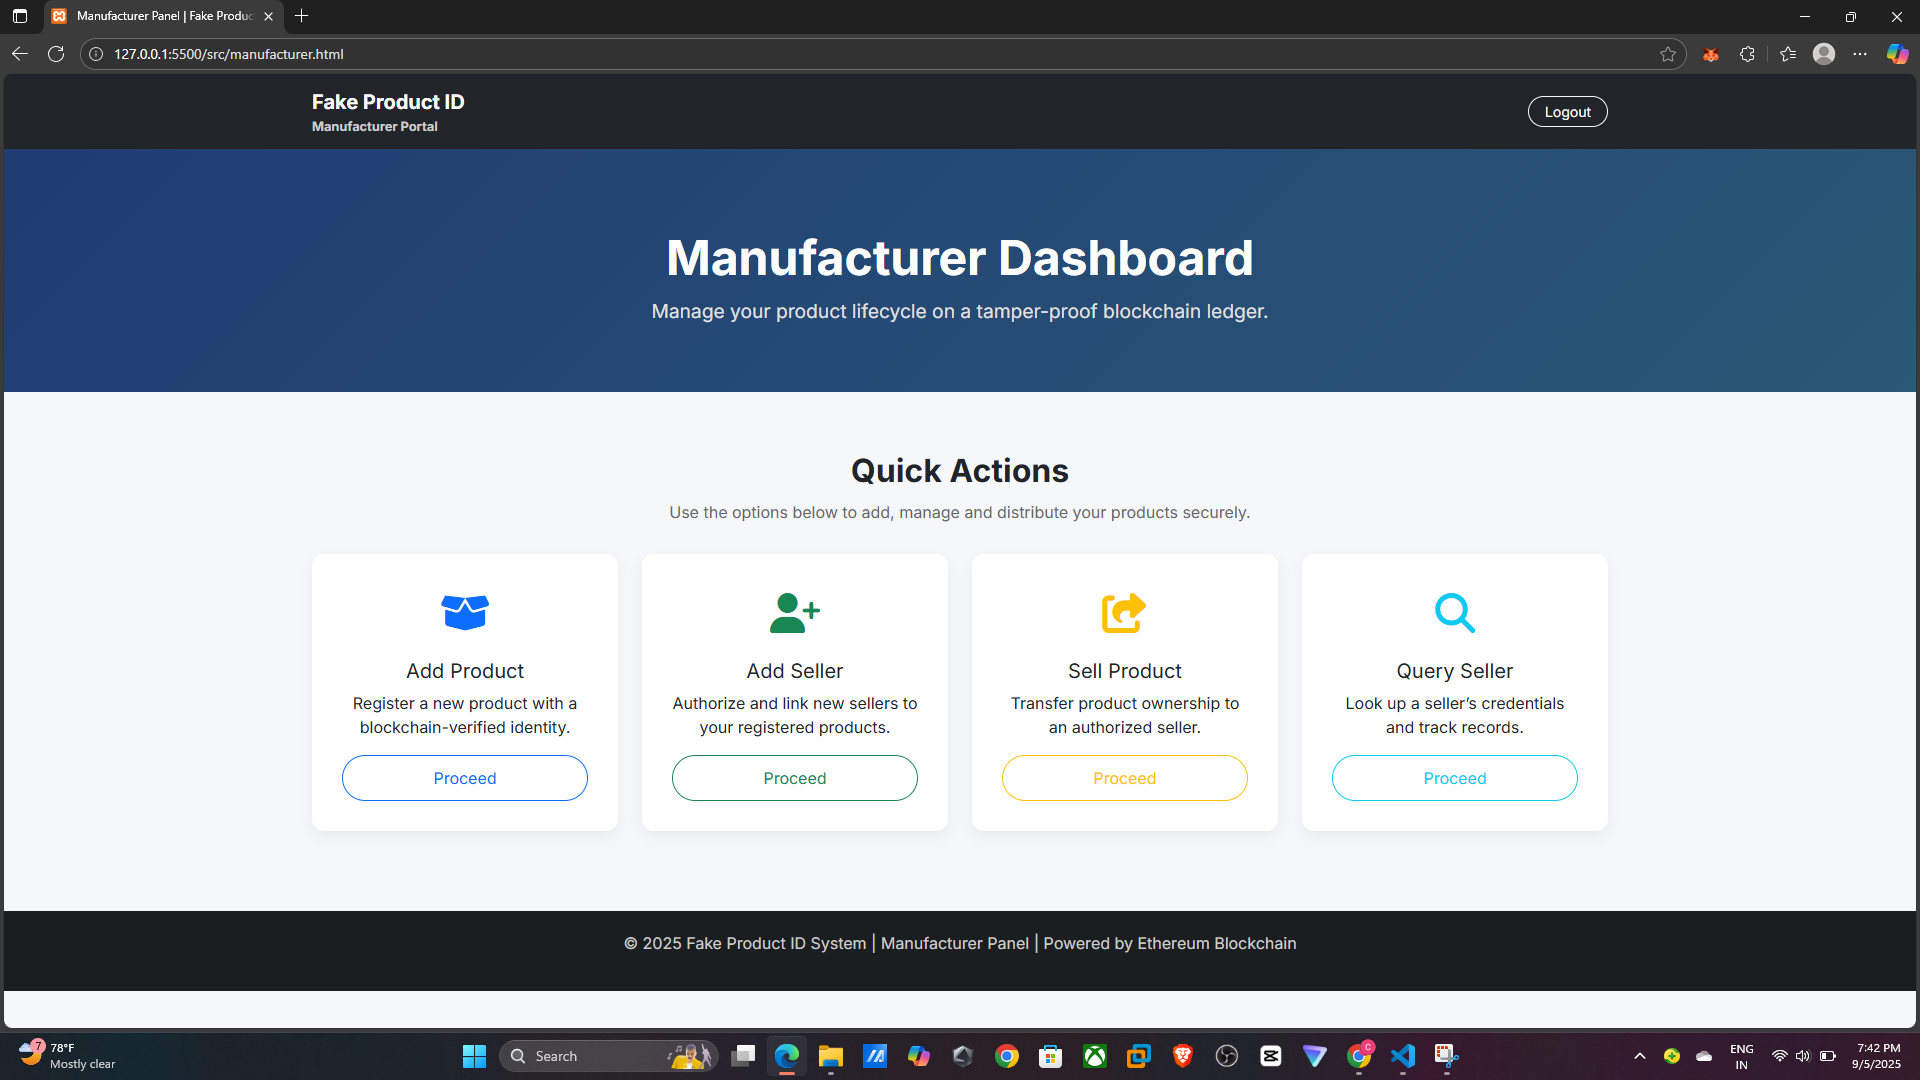 Manufacturer Panel | Fake Produc
127.0.0.1:5500/src/manufacturer.html
Fake Product ID
Manufacturer Portal
Logout
Manufacturer Dashboard
Manage your product lifecycle on a tamper-proof blockchain ledger.
Quick Actions
Use the options below to add, manage and distribute your products securely.
Add Product
Register a new product with a
blockchain-verified identity.
Proceed
Add Seller
Authorize and link new sellers to
your registered products.
Proceed
Sell Product
Transfer product ownership to
an authorized seller.
Proceed
Query Seller
Look up a seller’s credentials
and track records.
Proceed
© 2025 Fake Product ID System | Manufacturer Panel | Powered by Ethereum Blockchain
7
78°F
Mostly clear
Search
C
ENG
IN
7:42 PM
9/5/2025